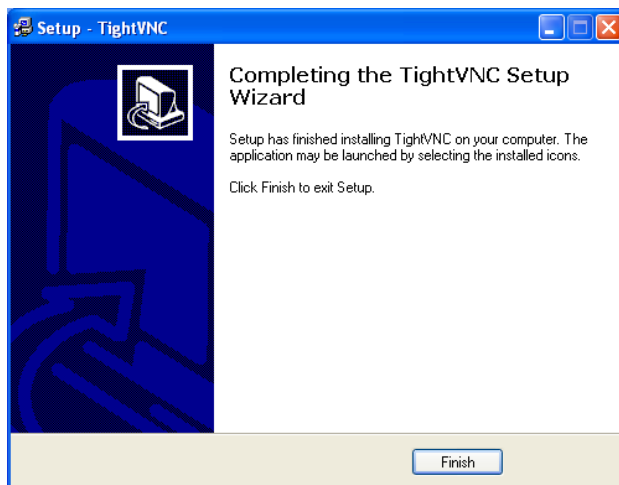 Setup - TightVNC
Completing the TightVNC Setup
Wizard
Setup has finished installing TightVNC on your computer. The
application may be launched by selecting the installed icons.
Click Finish to exit Setup.
Finish